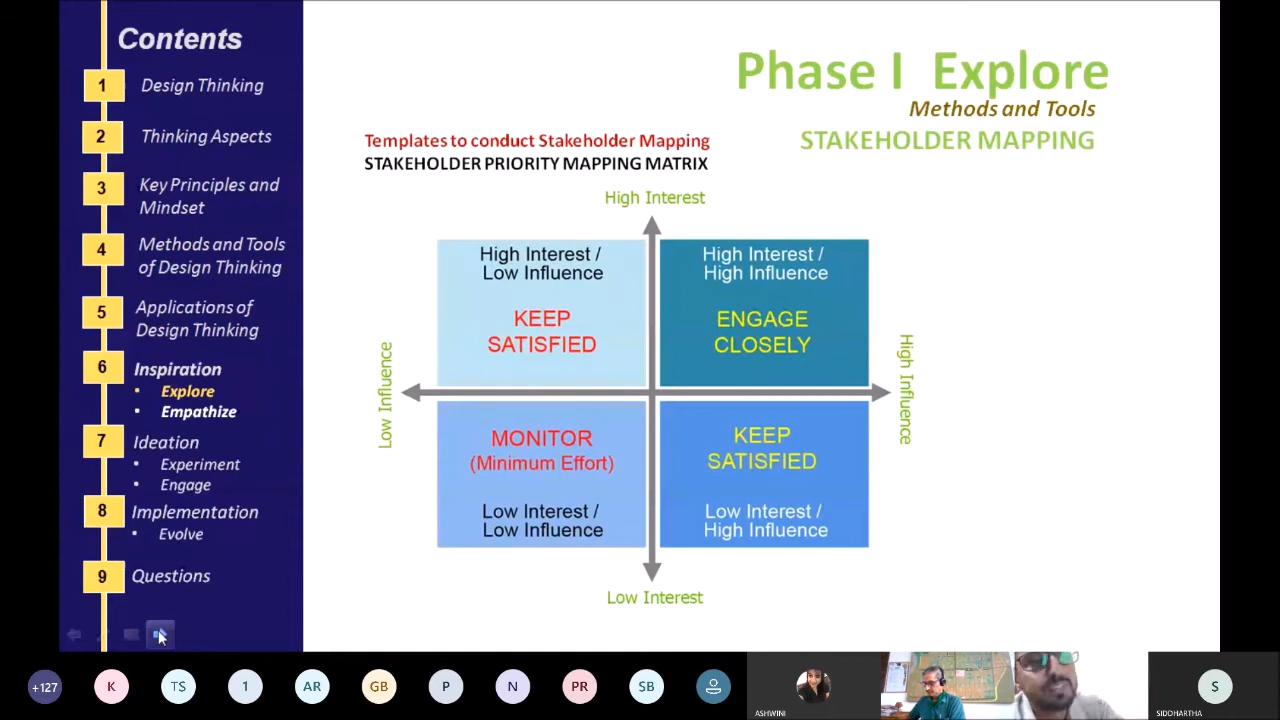 Contents
1
Design Thinking
2
Thinking Aspects
3
Key Principles and
Mindset
4
Methods and Tools
of Design Thinking
5
Applications of
Design Thinking
6
Inspiration
• Explore
• Empathize
7
Ideation
• Experiment
• Engage
8
Implementation
• Evolve
9
Questions
Phase I Explore
Methods and Tools
STAKEHOLDER MAPPING
Templates to conduct Stakeholder Mapping
STAKEHOLDER PRIORITY MAPPING MATRIX
High Interest
High Interest /
Low Influence
KEEP
SATISFIED
High Interest /
High Influence
ENGAGE
CLOSELY
Low Influence
High Influence
MONITOR
(Minimum Effort)
Low Interest /
Low Influence
KEEP
SATISFIED
Low Interest /
High Influence
Low Interest
+127
K
TS
1
AR
GB
P
N
PR
SB
ASHWINI
S
SIDDHARTHA